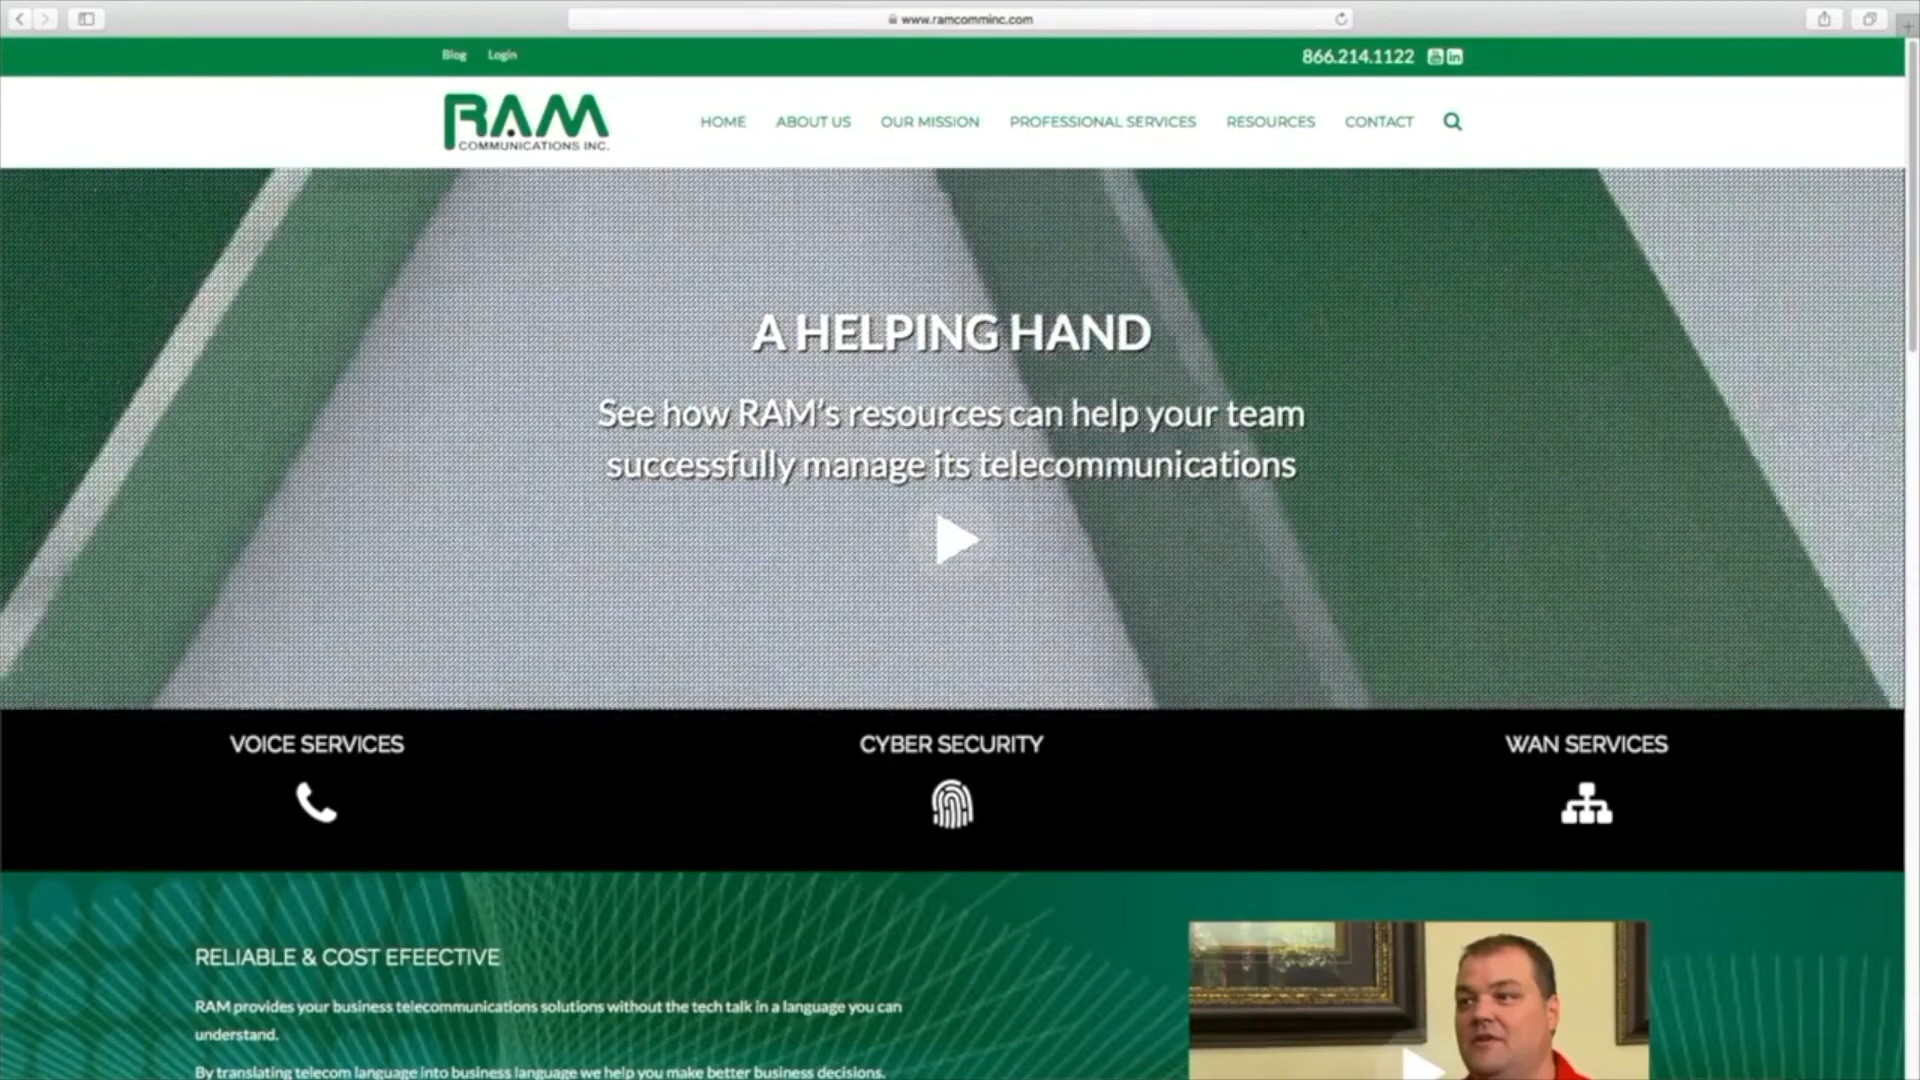 www.ramcomminc.com
Blog Login 866.214.1122
RAM
COMMUNICATIONS INC.
HOME ABOUT US OUR MISSION PROFESSIONAL SERVICES RESOURCES CONTACT
A HELPING HAND
See how RAM's resources can help your team
successfully manage its telecommunications
VOICE SERVICES CYBER SECURITY WAN SERVICES
RELIABLE & COST EFEECTIVE
RAM provides your business telecommunications solutions without the tech talk in a language you can
understand.
By translating telecom language into business language we help you make better business decisions.